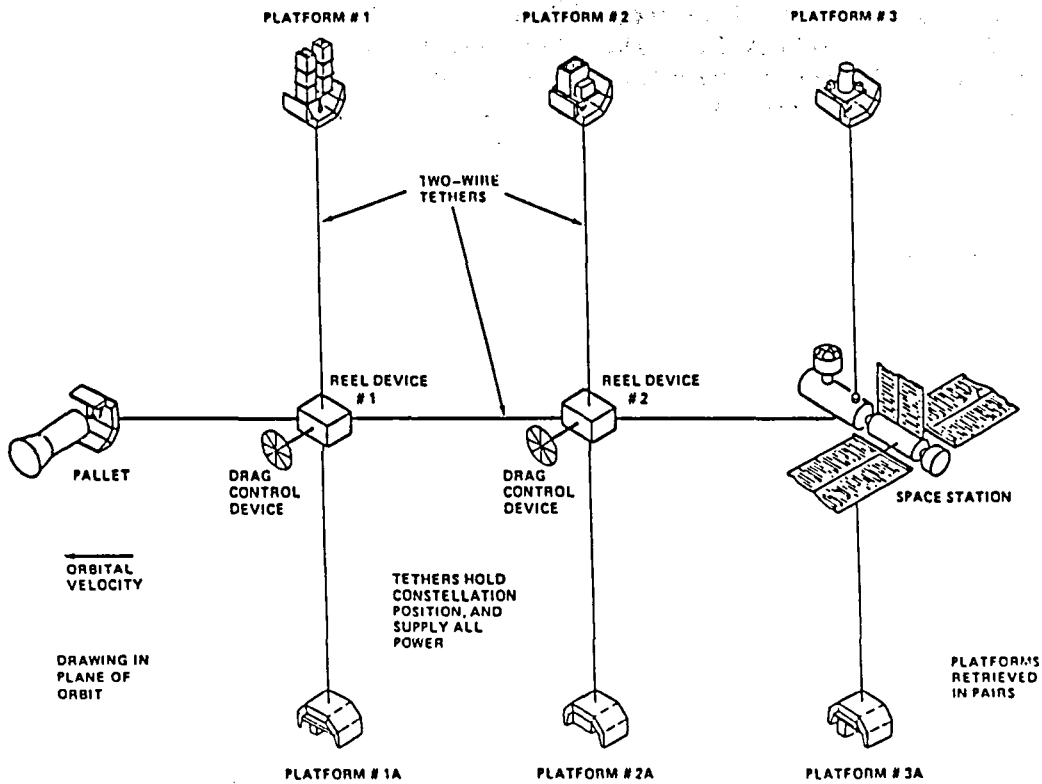 PLATFORM # 1
PLATFORM #2
PLATFORM # 3
TWO-WIRE
TETHERS
REEL DEVICE
#1
REEL DEVICE
#2
PALLET
DRAG
CONTROL
DEVICE
DRAG
CONTROL
DEVICE
SPACE STATION
ORBITAL
VELOCITY
TETHERS HOLD
CONSTELLATION
POSITION, AND
SUPPLY ALL
POWER
DRAWING IN
PLANE OF
ORBIT
PLATFORMS
RETRIEVED
IN PAIRS
PLATFORM # 1A
PLATFORM #2A
PLATFORM #3A